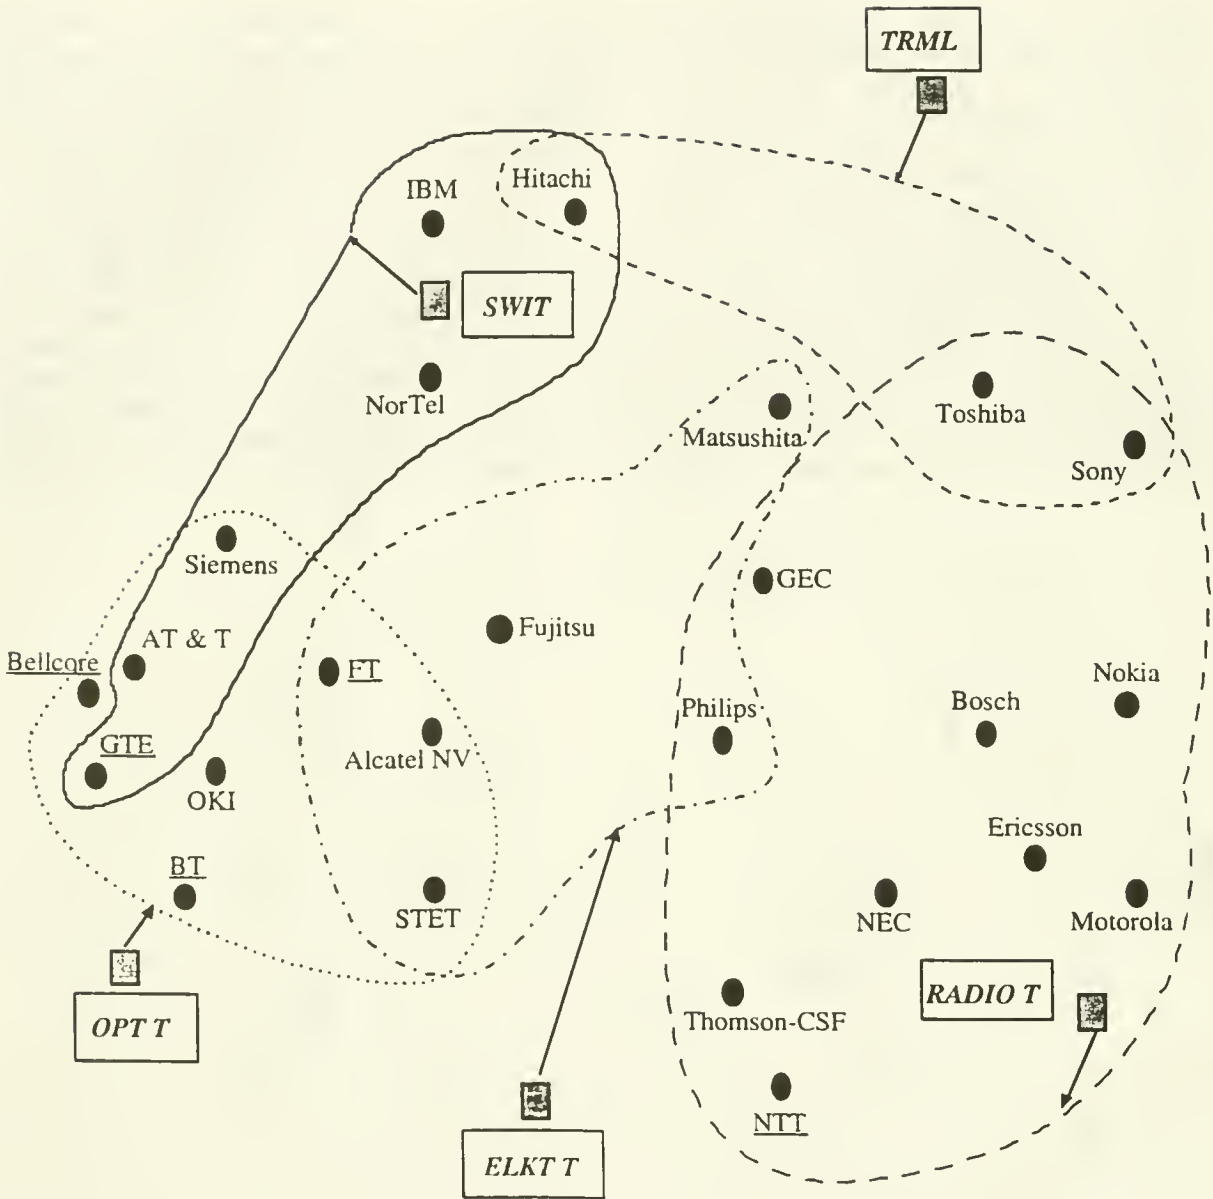 TRML
Hitachi
IBM
SWIT
NorTel
Toshiba
Matsushita
Sony
Siemens
GEC
Fujitsu
AT & T
Bellcore
FT
Nokia
Bosch
Philips
GTE
Alcatel NV
OKI
Ericsson
BT
STET
NEC
Motorola
RADIO T
OPT T
Thomson-CSF
NTT
ELKT T